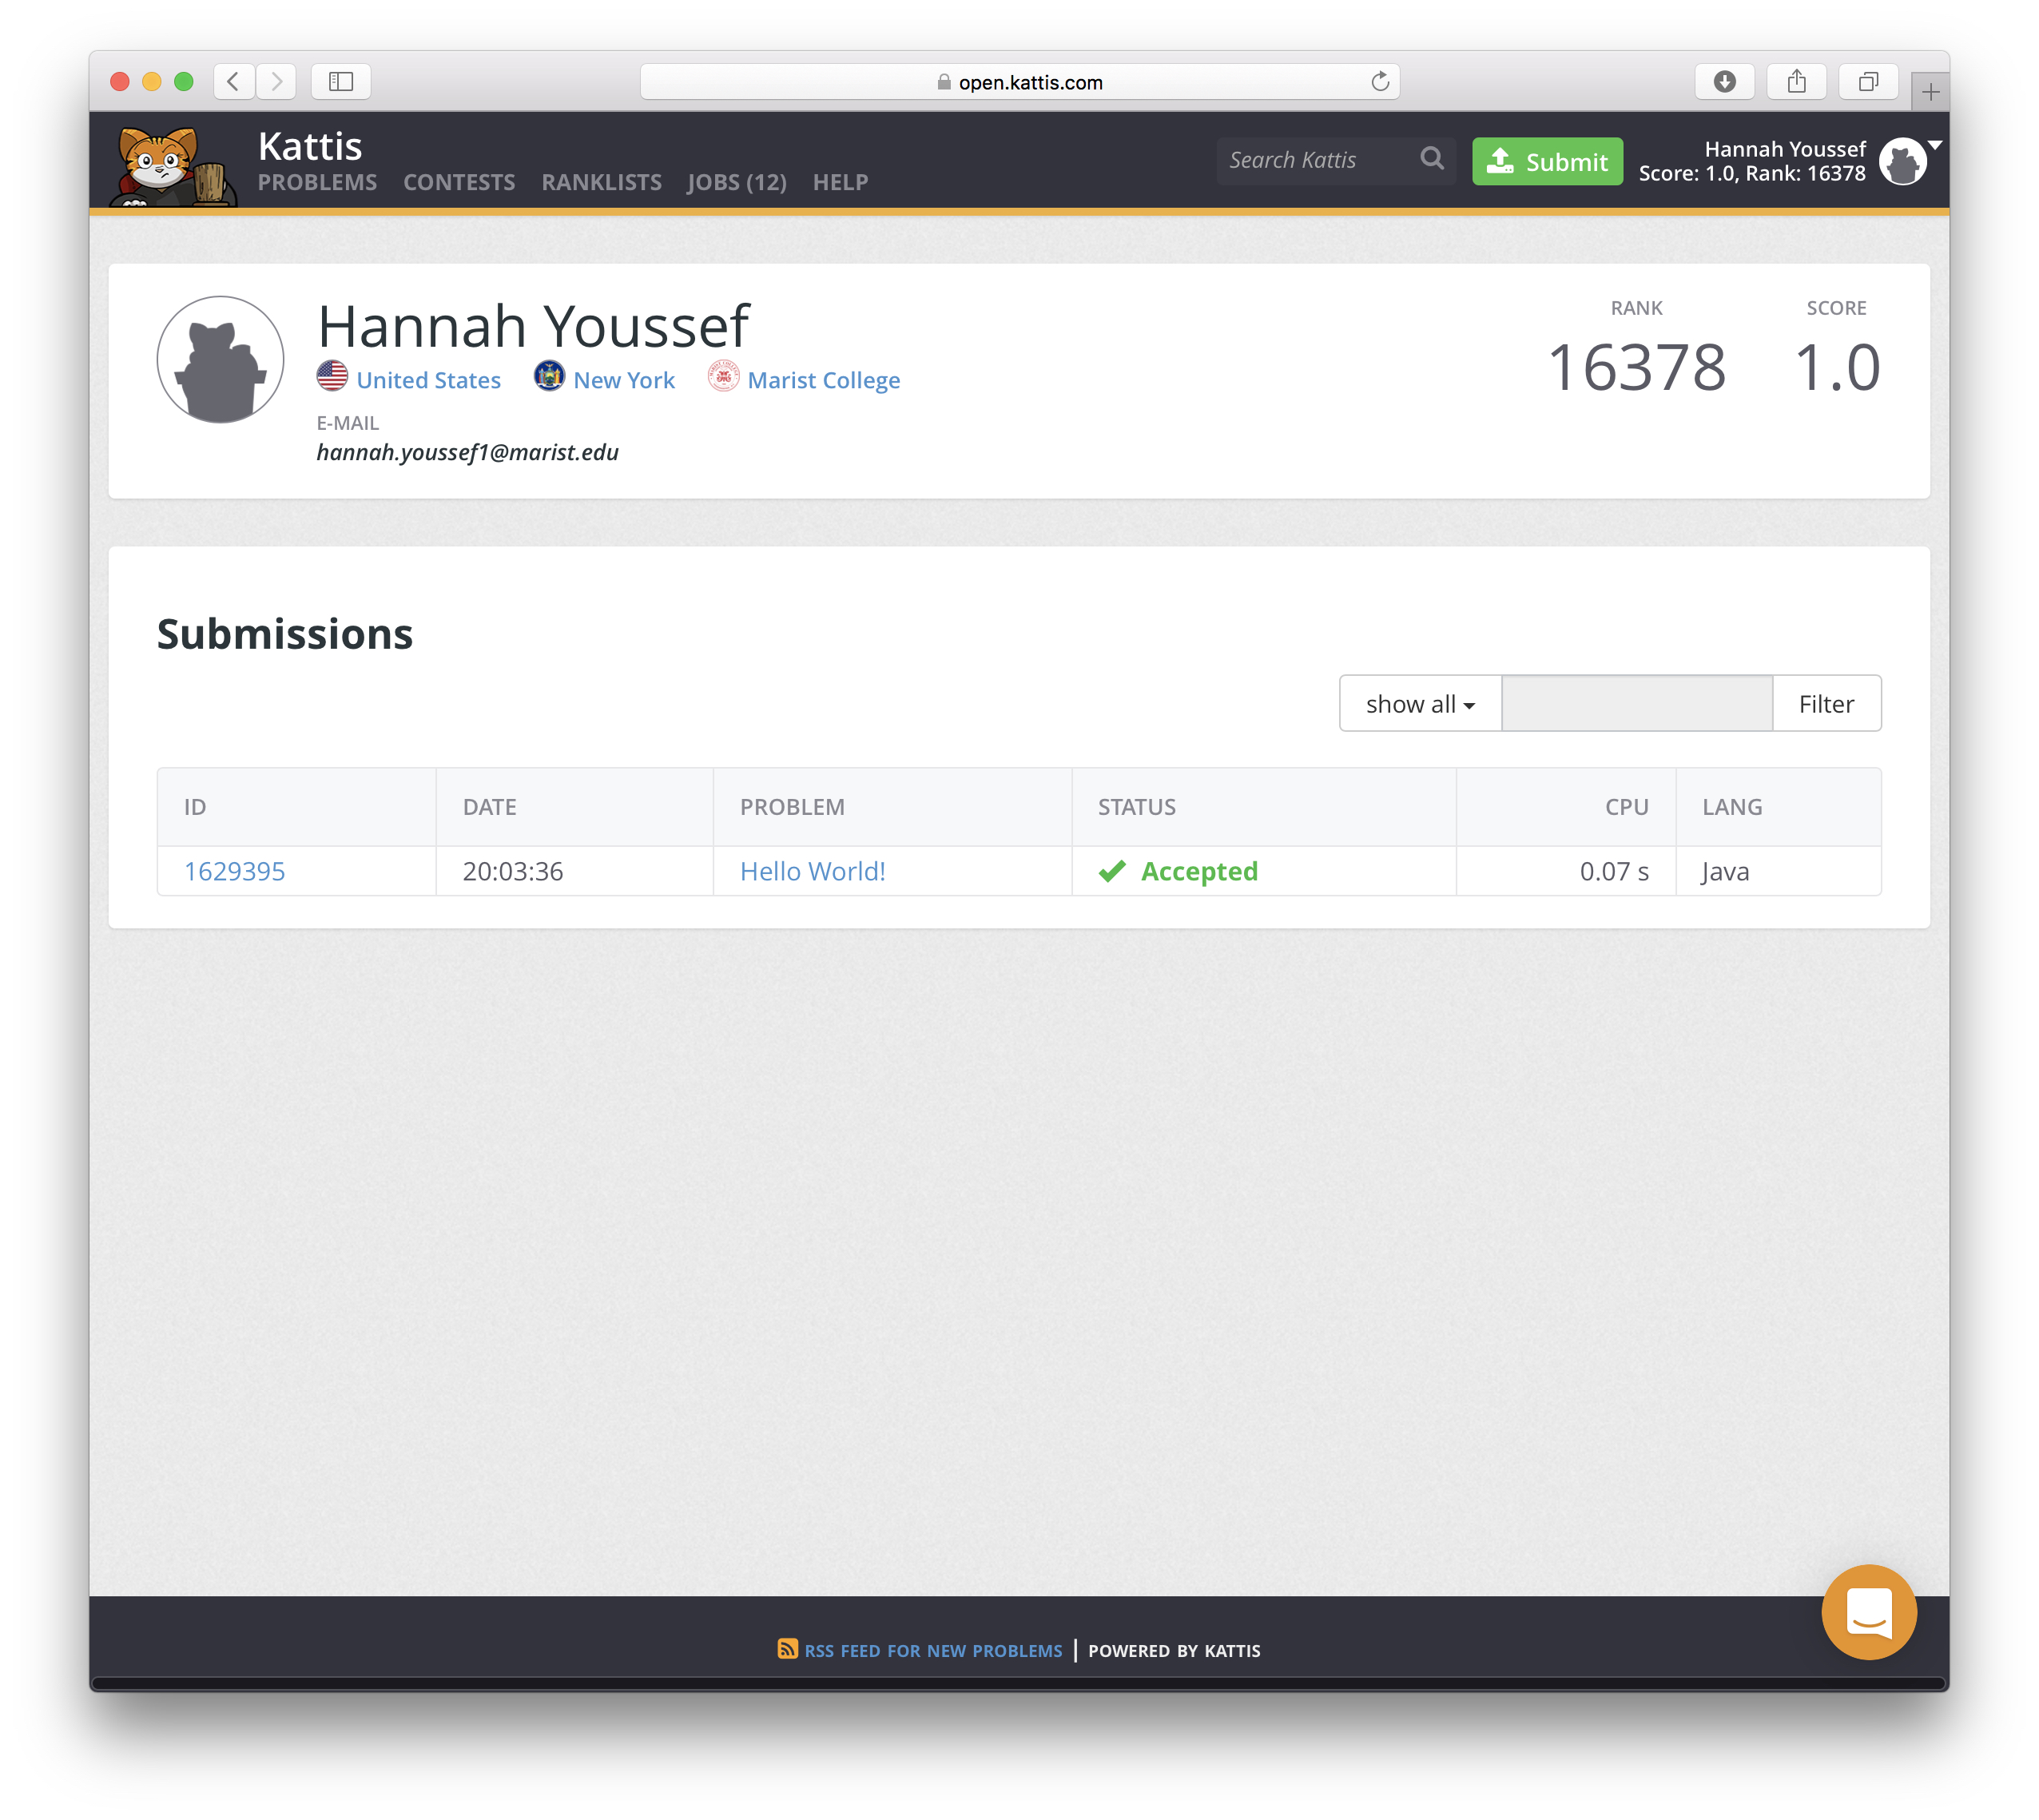 open.kattis.com
Kattis
PROBLEMS CONTESTS RANKLISTS JOBS (12) HELP
Search Kattis
Submit
Hannah Youssef
Score: 1.0, Rank: 16378
Hannah Youssef
United States New York Marist College
E-MAIL
hannah.youssef1@marist.edu
RANK SCORE
16378 1.0
Submissions
show all Filter
ID DATE PROBLEM STATUS CPU LANG
1629395 20:03:36 Hello World! Accepted 0.07 s Java
RSS FEED FOR NEW PROBLEMS | POWERED BY KATTIS